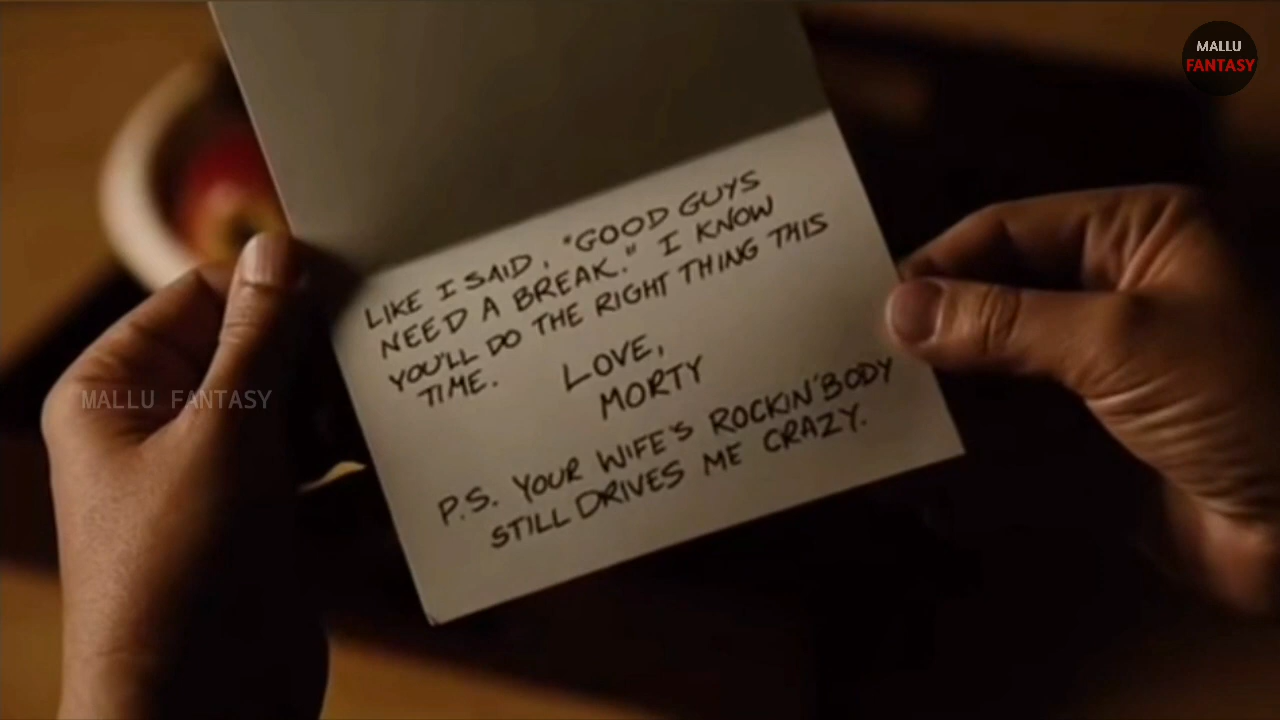 MALLU
FANTASY
LIKE I SAID, "GOOD GUYS
NEED A BREAK." I KNOW
YOU'LL DO THE RIGHT THING THIS
TIME.
LOVE,
MORTY
P.S. YOUR WIFE'S ROCKIN' BODY
STILL DRIVES ME CRAZY.
MALLU FANTASY